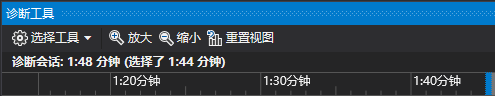 诊断工具
选择工具 放大 缩小 重置视图
诊断会话: 1:48 分钟 (选择了 1:44 分钟)
1:20分钟 1:30分钟 1:40分钟